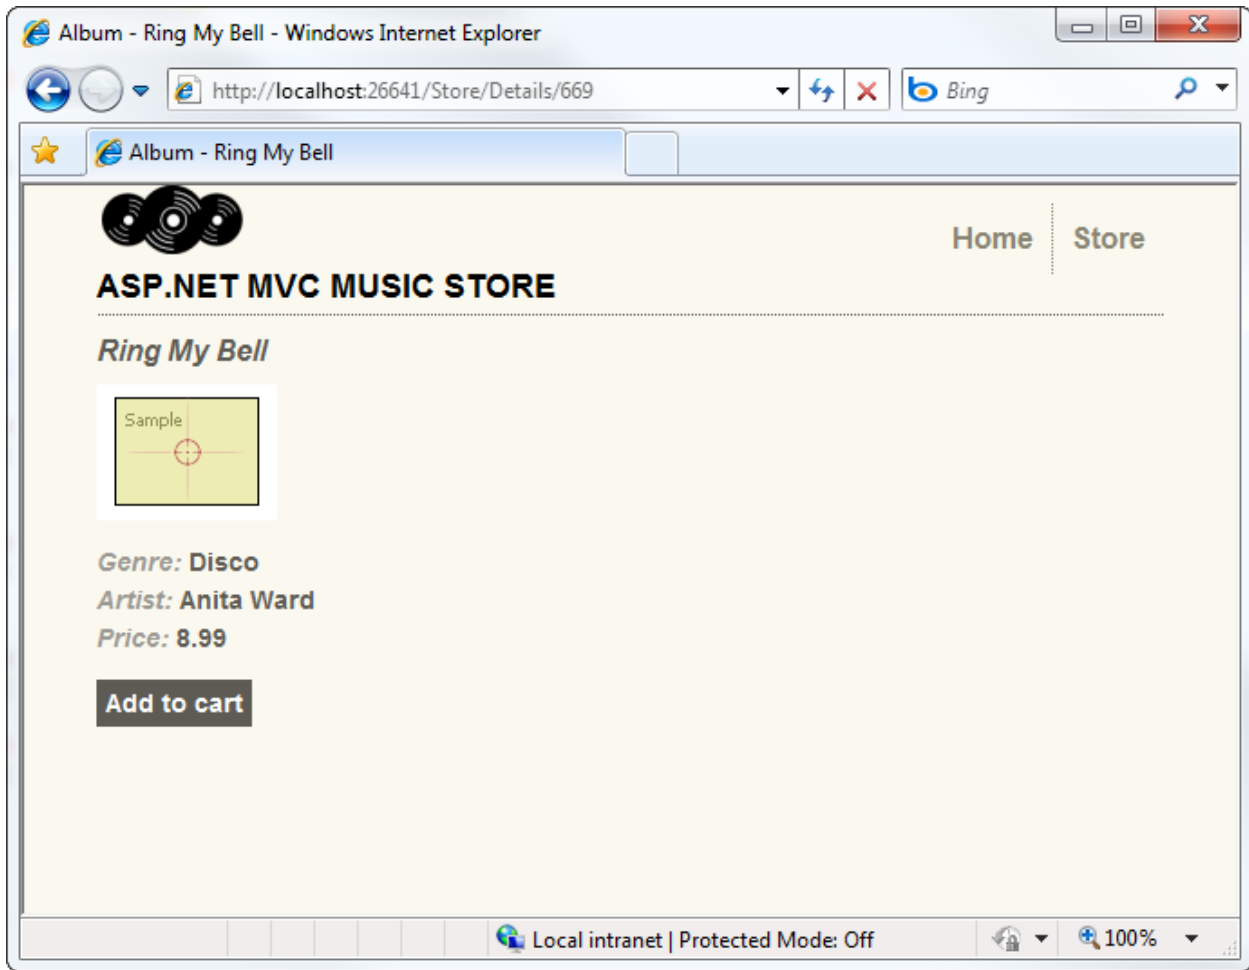 Album - Ring My Bell - Windows Internet Explorer
http://localhost:26641/Store/Details/669
Bing
Album - Ring My Bell
Home
Store
ASP.NET MVC MUSIC STORE
Ring My Bell
Sample
Genre: Disco
Artist: Anita Ward
Price: 8.99
Add to cart
Local intranet | Protected Mode: Off
100%